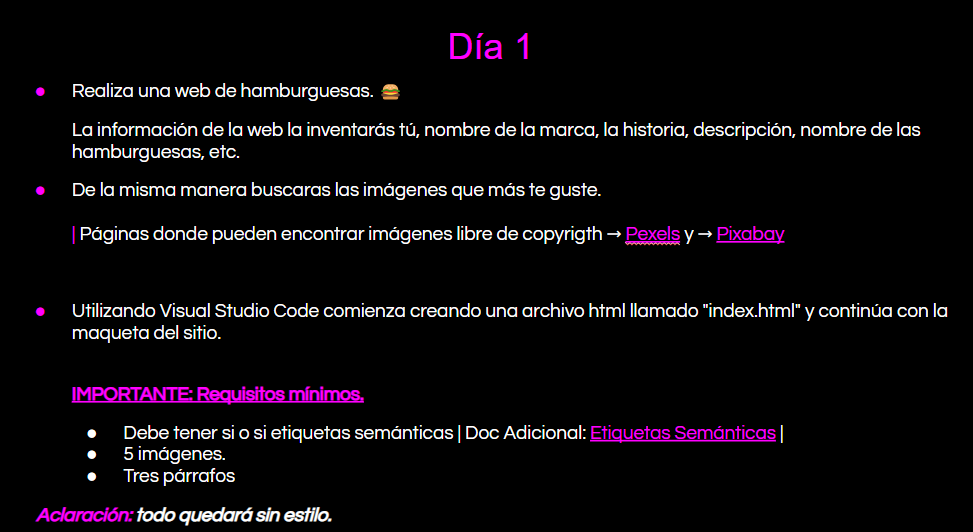 Día 1
● Realiza una web de hamburguesas. 🍔
La información de la web la inventarás tú, nombre de la marca, la historia, descripción, nombre de las
hamburguesas, etc.
● De la misma manera buscaras las imágenes que más te guste.
| Páginas donde pueden encontrar imágenes libre de copyrigth → Pexels y → Pixabay
● Utilizando Visual Studio Code comienza creando una archivo html llamado "index.html" y continúa con la
maqueta del sitio.
IMPORTANTE: Requisitos mínimos.
● Debe tener si o si etiquetas semánticas | Doc Adicional: Etiquetas Semánticas |
● 5 imágenes.
● Tres párrafos
Aclaración: todo quedará sin estilo.